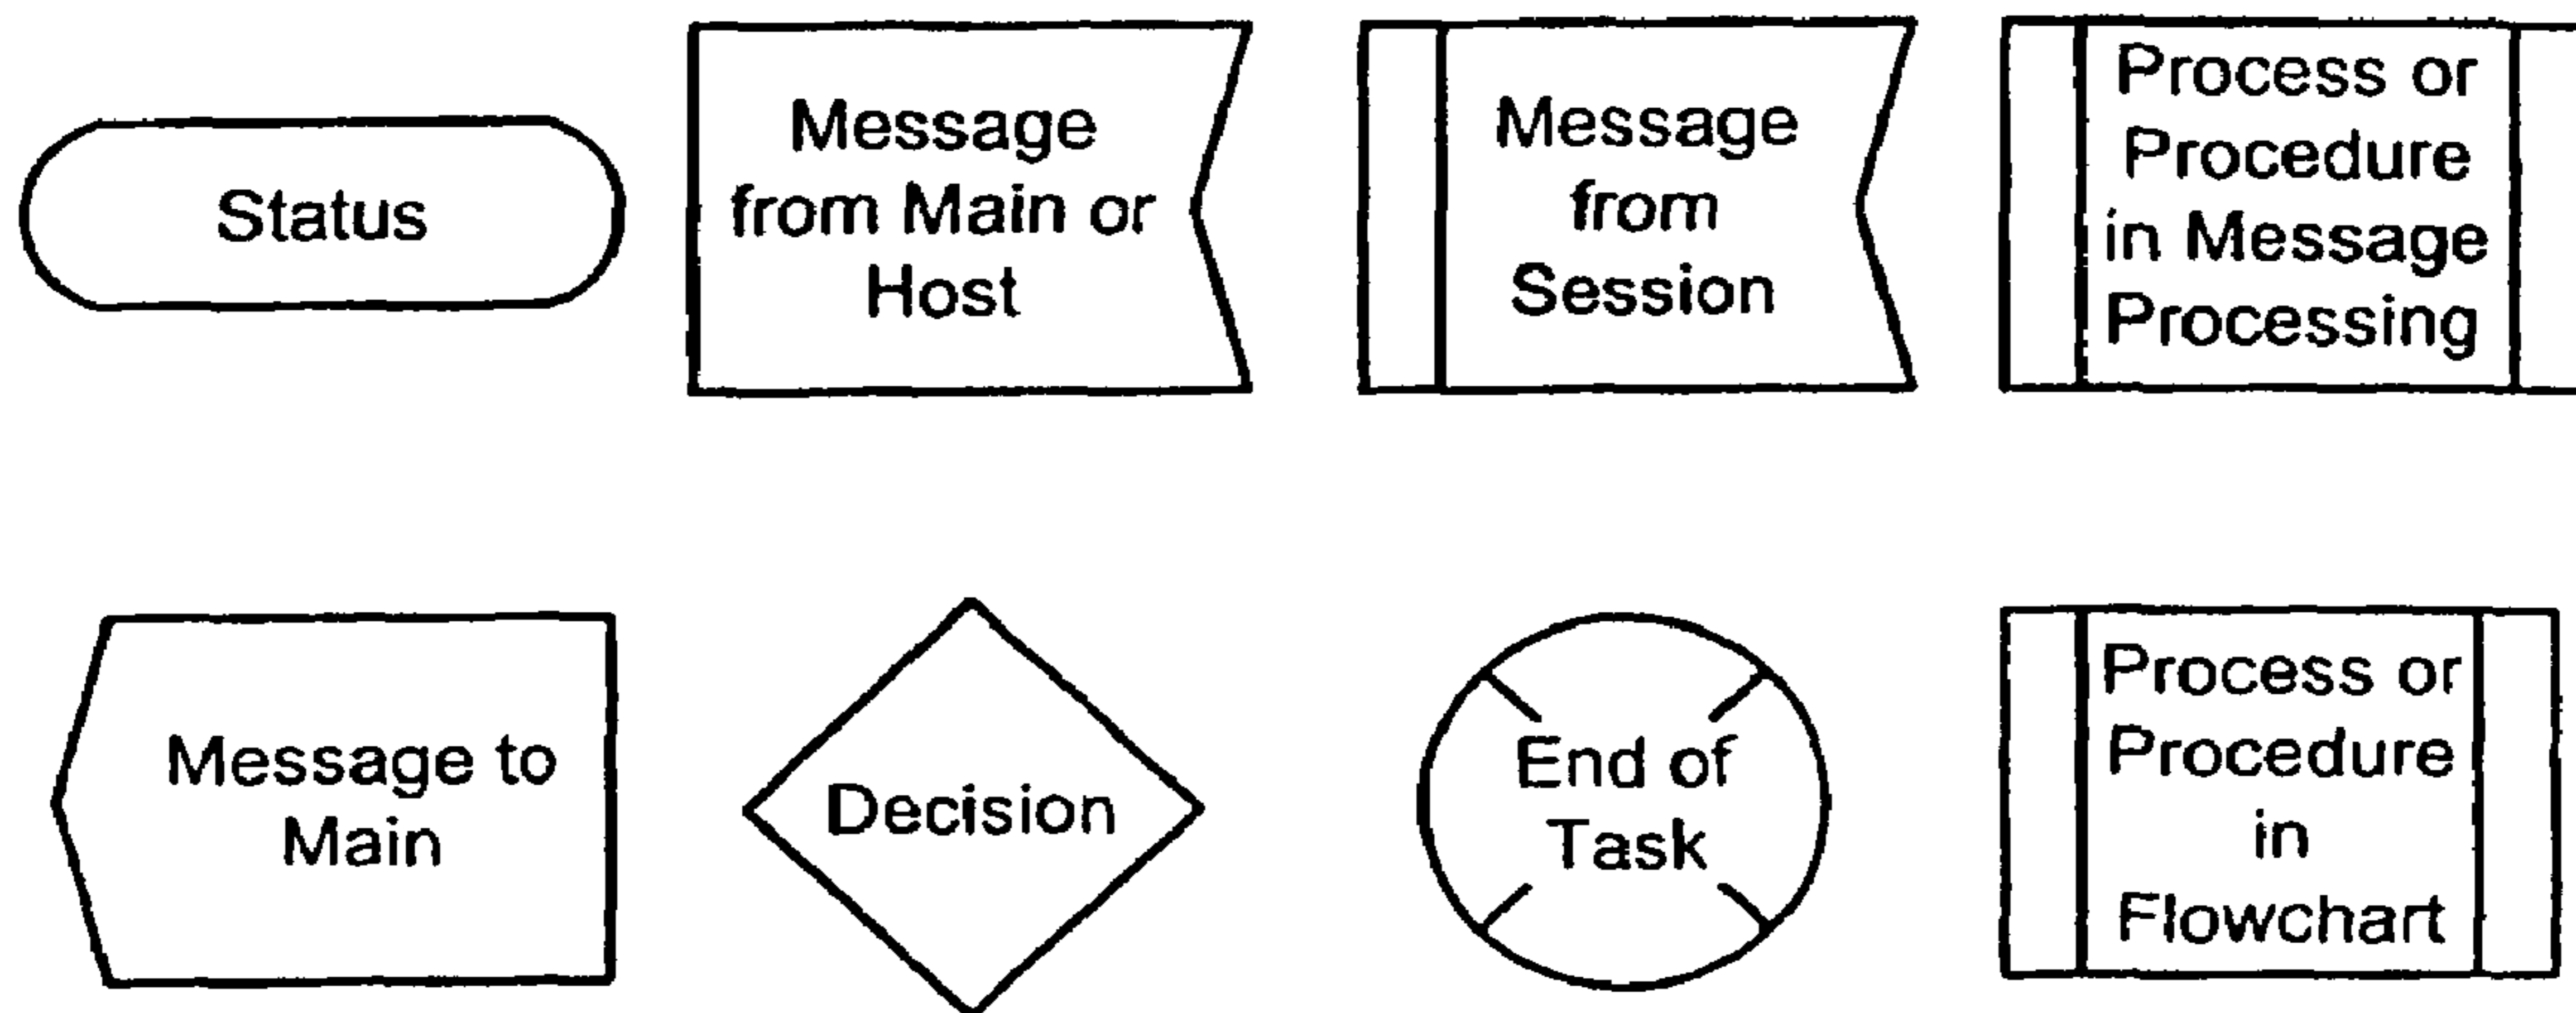 Status
Message
from Main or
Host
Message
from
Session
Process or
Procedure
in Message
Processing
Message to
Main
Decision
End of
Task
Process or
Procedure
in
Flowchart